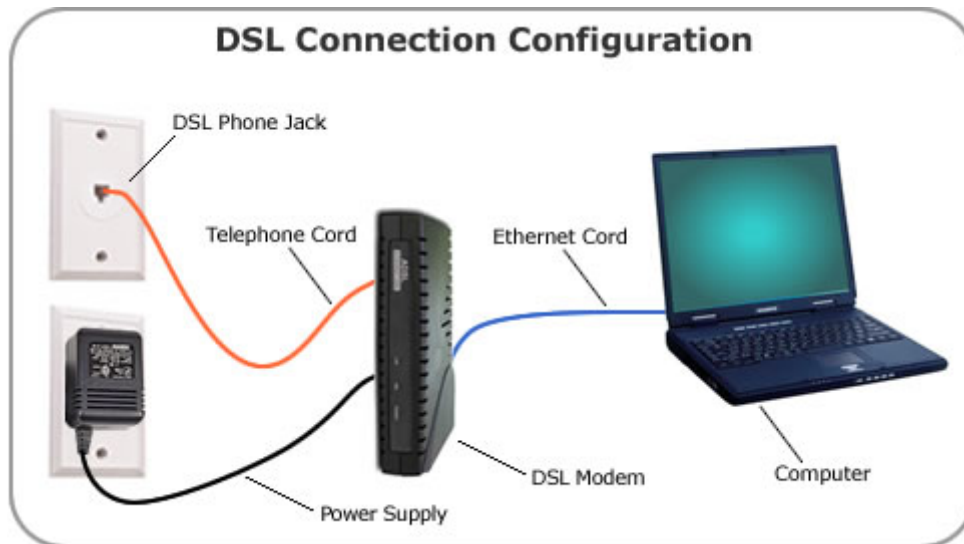 DSL Connection Configuration
DSL Phone Jack
Telephone Cord
Ethernet Cord
DSL Modem
Computer
Power Supply